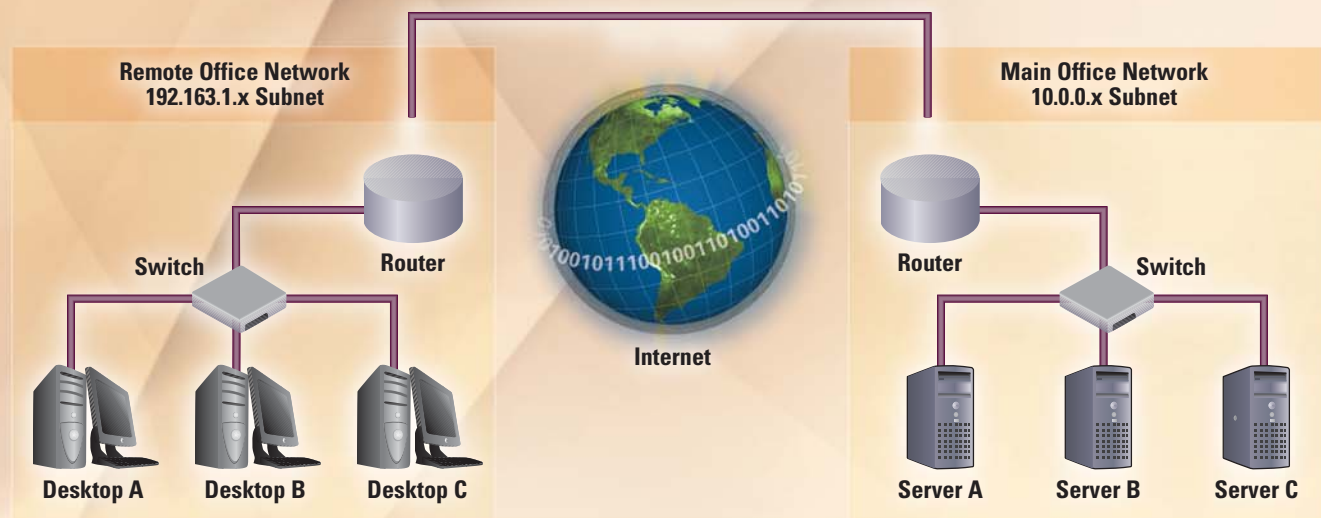 Remote Office Network
192.163.1.x Subnet
Main Office Network
10.0.0.x Subnet
Switch
Router
Router
Switch
Internet
Desktop A
Desktop B
Desktop C
Server A
Server B
Server C